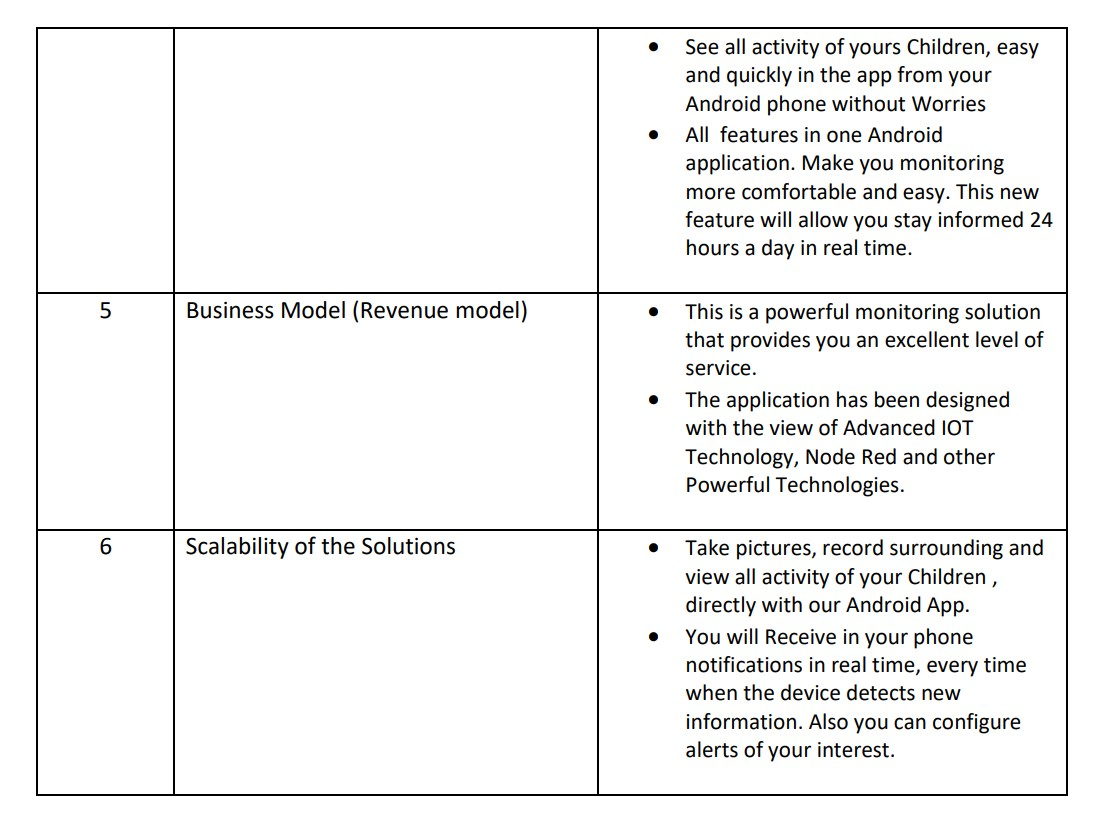 • See all activity of yours Children, easy
and quickly in the app from your
Android phone without Worries
• All  features in one Android
application. Make you monitoring
more comfortable and easy. This new
feature will allow you stay informed 24
hours a day in real time.
5 Business Model (Revenue model) • This is a powerful monitoring solution
that provides you an excellent level of
service.
• The application has been designed
with the view of Advanced IOT
Technology, Node Red and other
Powerful Technologies.
6 Scalability of the Solutions • Take pictures, record surrounding and
view all activity of your Children ,
directly with our Android App.
• You will Receive in your phone
notifications in real time, every time
when the device detects new
information. Also you can configure
alerts of your interest.